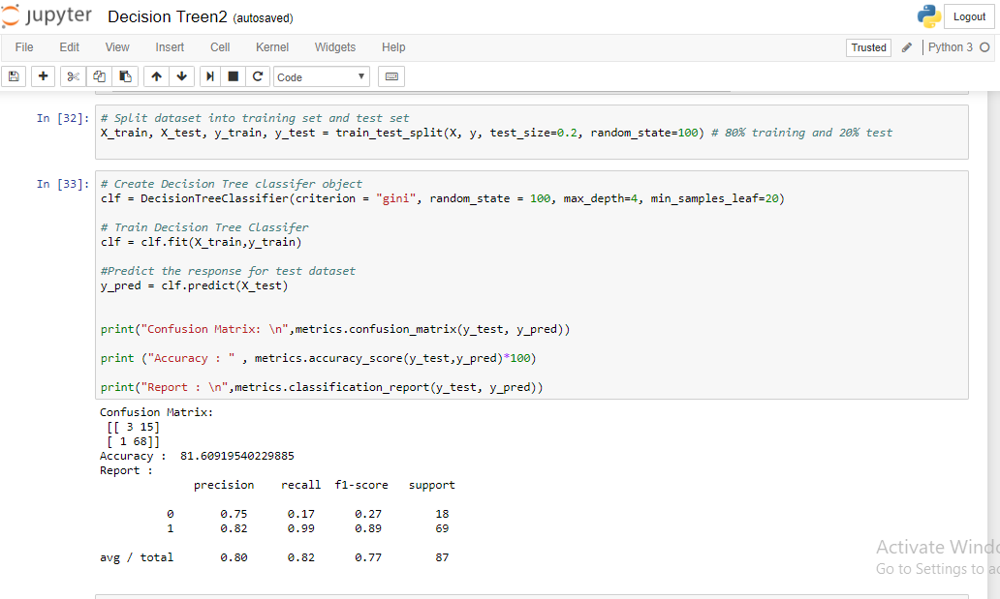 jupyter Decision Treen2 (autosaved) Logout
File Edit View Insert Cell Kernel Widgets Help Trusted Python 3
Code
In [32]: # Split dataset into training set and test set
X_train, X_test, y_train, y_test = train_test_split(X, y, test_size=0.2, random_state=100) # 80% training and 20% test
In [33]: # Create Decision Tree classifer object
clf = DecisionTreeClassifier(criterion = "gini", random_state = 100, max_depth=4, min_samples_leaf=20)
# Train Decision Tree Classifer
clf = clf.fit(X_train,y_train)
#Predict the response for test dataset
y_pred = clf.predict(X_test)
print("Confusion Matrix: \n",metrics.confusion_matrix(y_test, y_pred))
print ("Accuracy : " , metrics.accuracy_score(y_test,y_pred)*100)
print("Report : \n",metrics.classification_report(y_test, y_pred))
Confusion Matrix:
[[ 3 15]
[ 1 68]]
Accuracy : 81.60919540229885
Report :
precision recall f1-score support
0 0.75 0.17 0.27 18
1 0.82 0.99 0.89 69
avg / total 0.80 0.82 0.77 87
Activate Windo
Go to Settings to ac